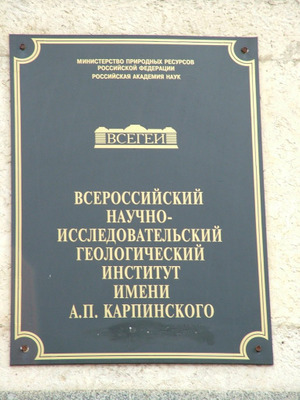 МИНИСТЕРСТВО ПРИРОДНЫХ РЕСУРСОВ
РОССИЙСКОЙ ФЕДЕРАЦИИ
РОССИЙСКАЯ АКАДЕМИЯ НАУК
ВСЕГЕИ
ВСЕРОССИЙСКИЙ
НАУЧНО-
ИССЛЕДОВАТЕЛЬСКИЙ
ГЕОЛОГИЧЕСКИЙ
ИНСТИТУТ
ИМЕНИ
А.П. КАРПИНСКОГО